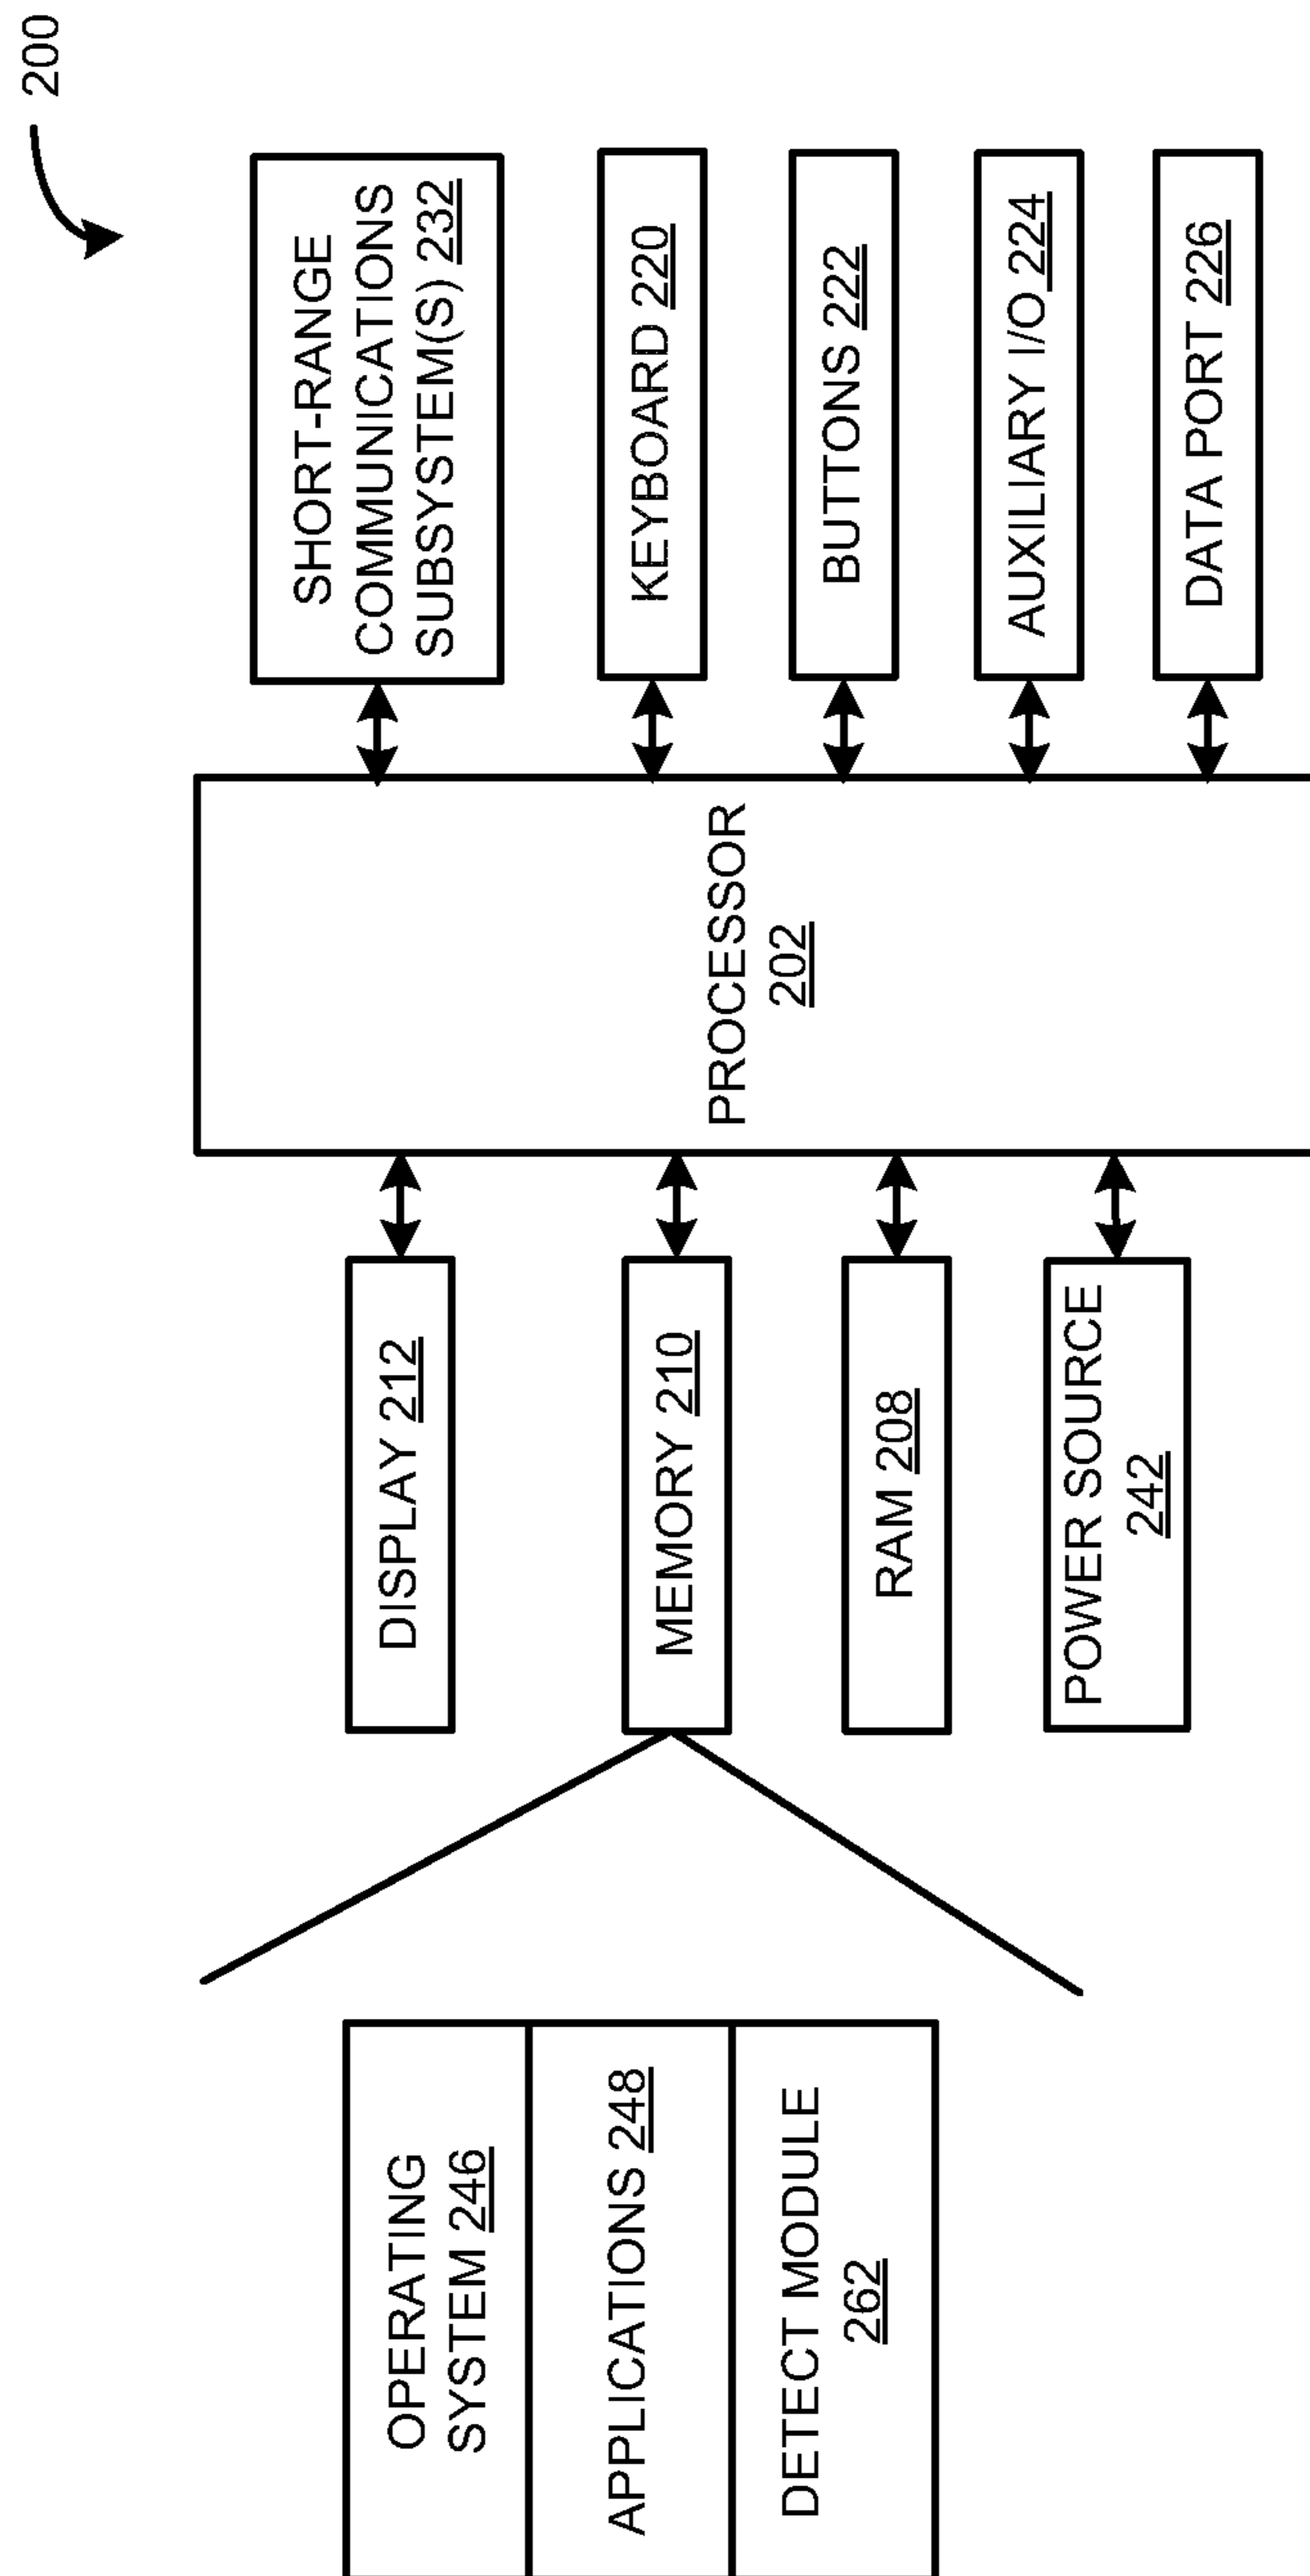 200
OPERATING
SYSTEM 246
APPLICATIONS 248
DETECT MODULE
262
DISPLAY 212
MEMORY 210
RAM 208
POWER SOURCE
242
PROCESSOR
202
SHORT-RANGE
COMMUNICATIONS
SUBSYSTEM(S) 232
KEYBOARD 220
BUTTONS 222
AUXILIARY I/O 224
DATA PORT 226